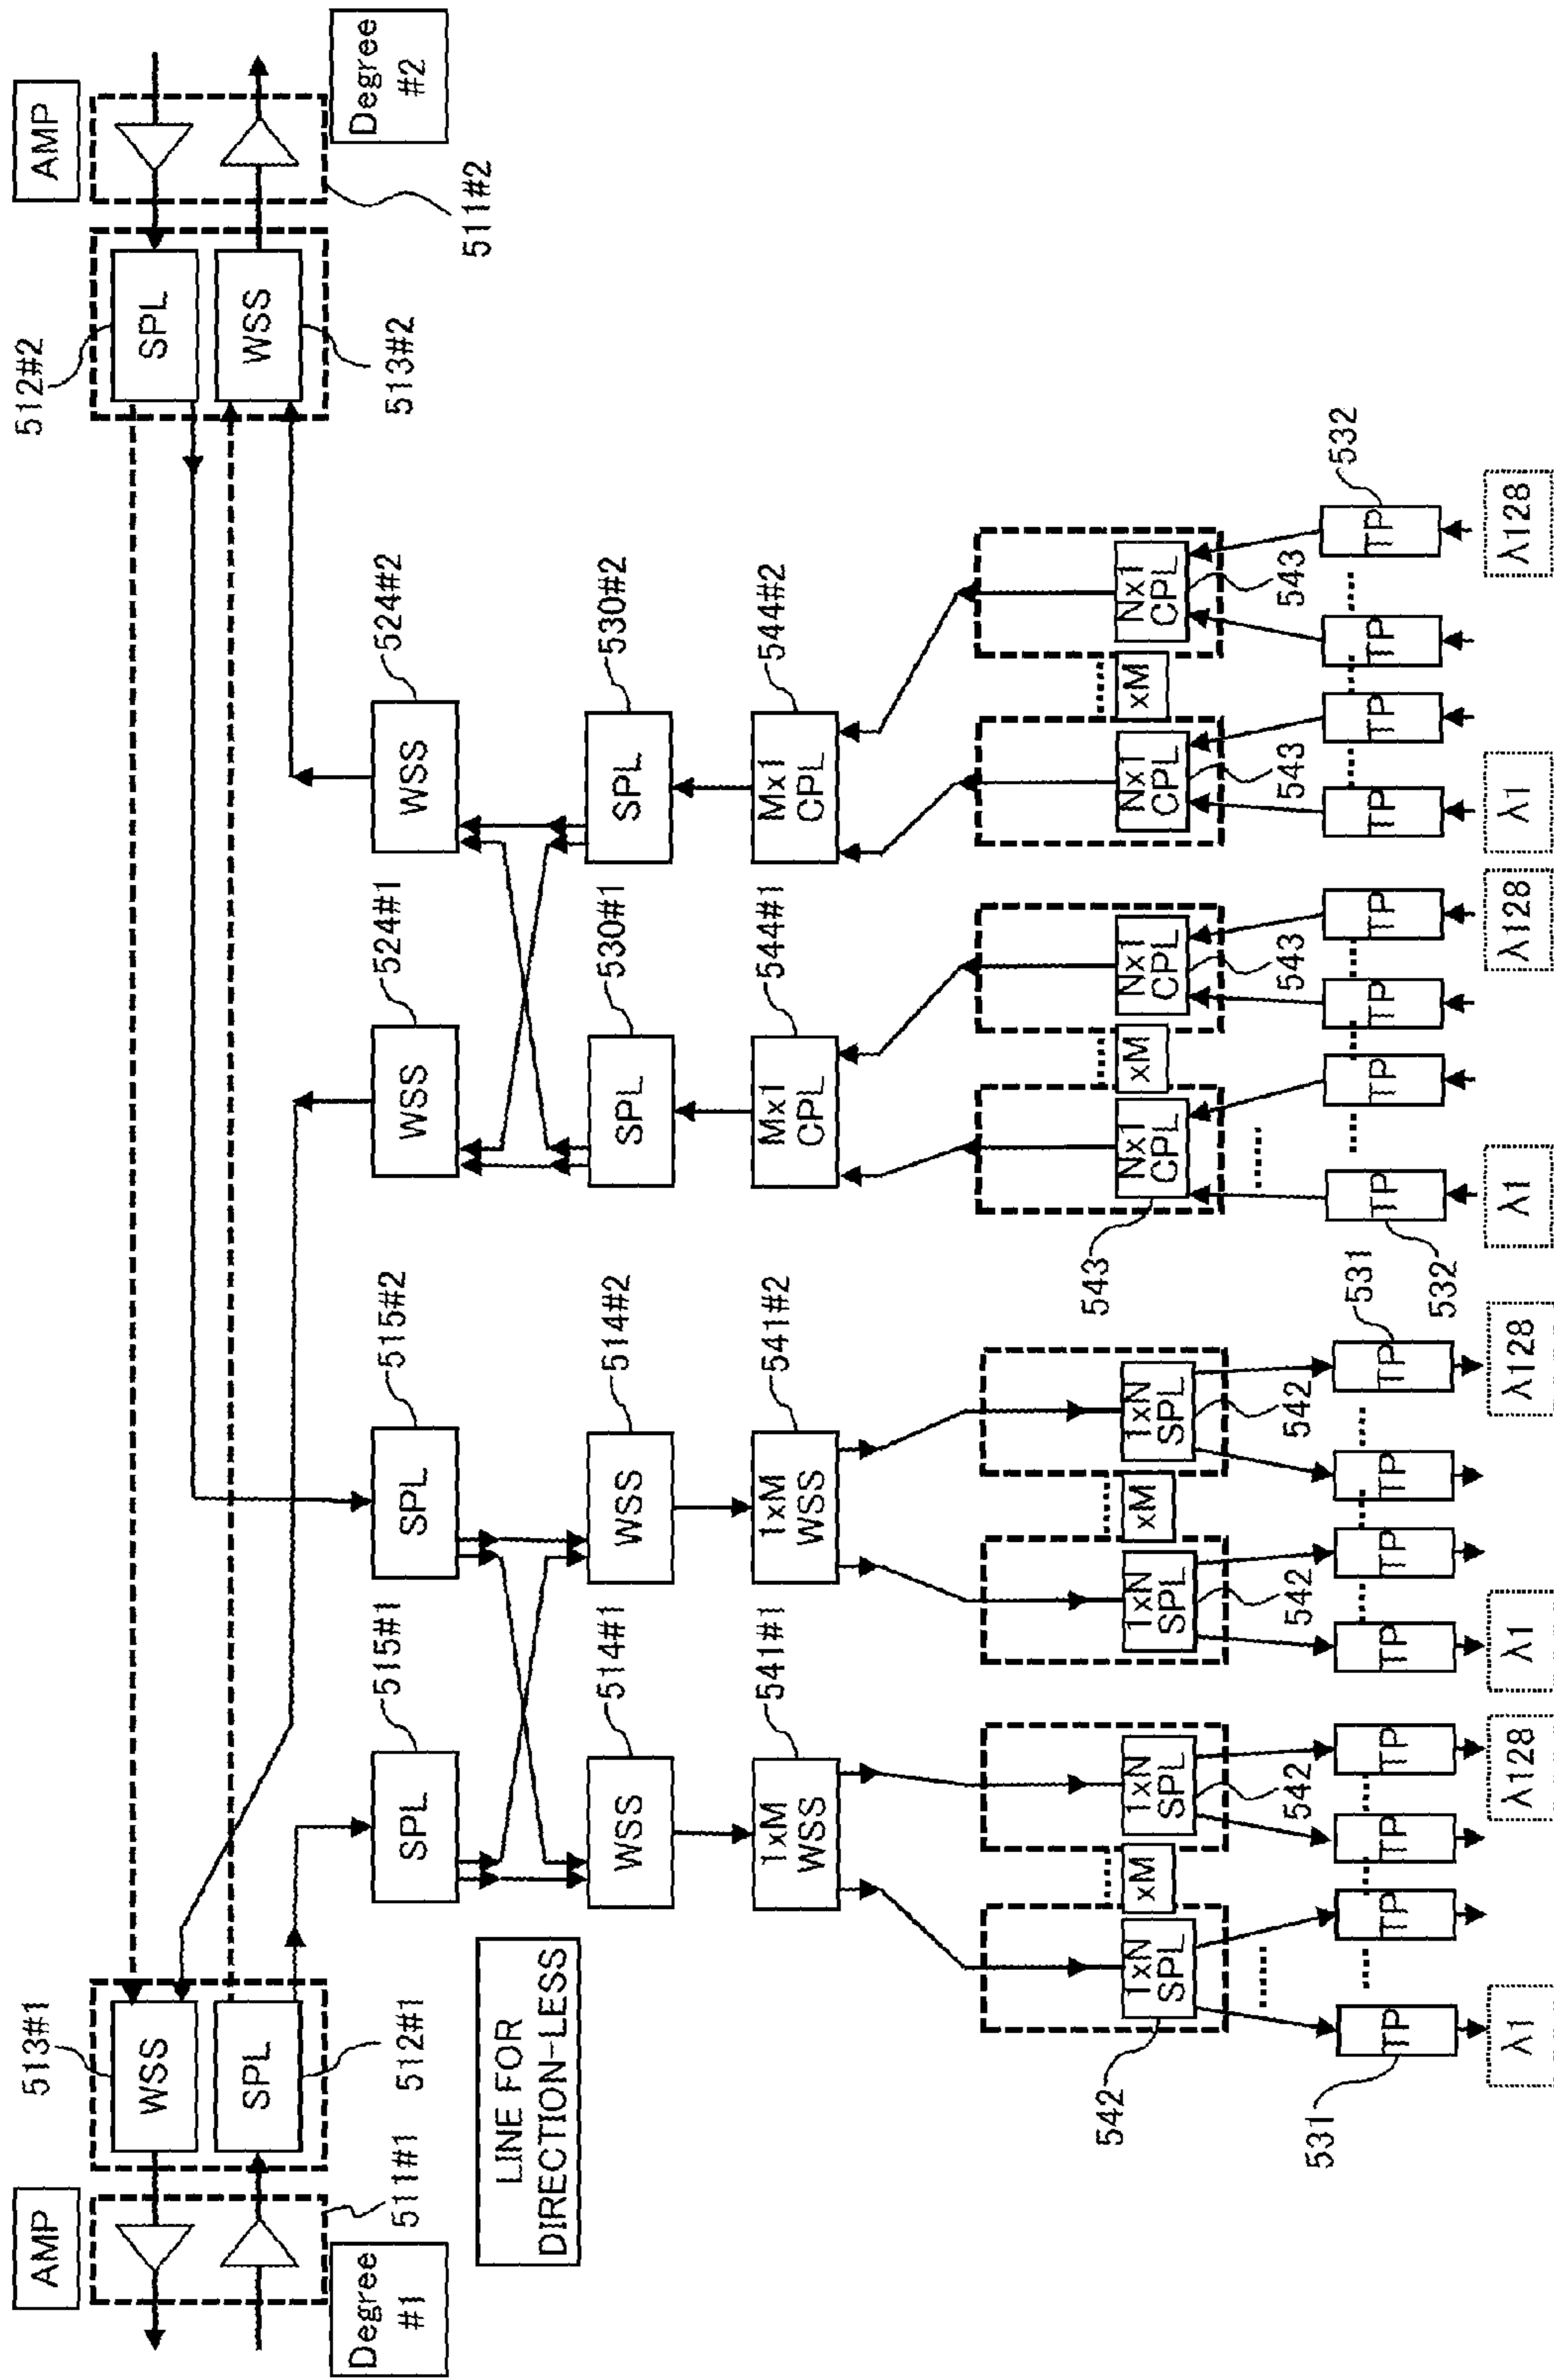 AMP
Degree
#1
511#1
513#1
WSS
SPL
512#1
LINE FOR
DIRECTION-LESS
AMP
Degree
#2
511#2
512#2
SPL
WSS
513#2
SPL
515#1
SPL
515#2
WSS
524#1
WSS
524#2
WSS
514#1
WSS
514#2
SPL
530#1
SPL
530#2
1xM
WSS
541#1
1xM
WSS
541#2
Mx1
CPL
544#1
Mx1
CPL
544#2
1xN
SPL
542
xM
1xN
SPL
542
1xN
SPL
542
xM
1xN
SPL
542
Nx1
CPL
543
xM
Nx1
CPL
543
Nx1
CPL
543
xM
Nx1
CPL
543
TP
531
TP
TP
TP
TP
TP
TP
TP
531
TP
532
TP
TP
TP
TP
TP
TP
TP
532
λ1
λ128
λ1
λ128
λ1
λ128
λ1
λ128